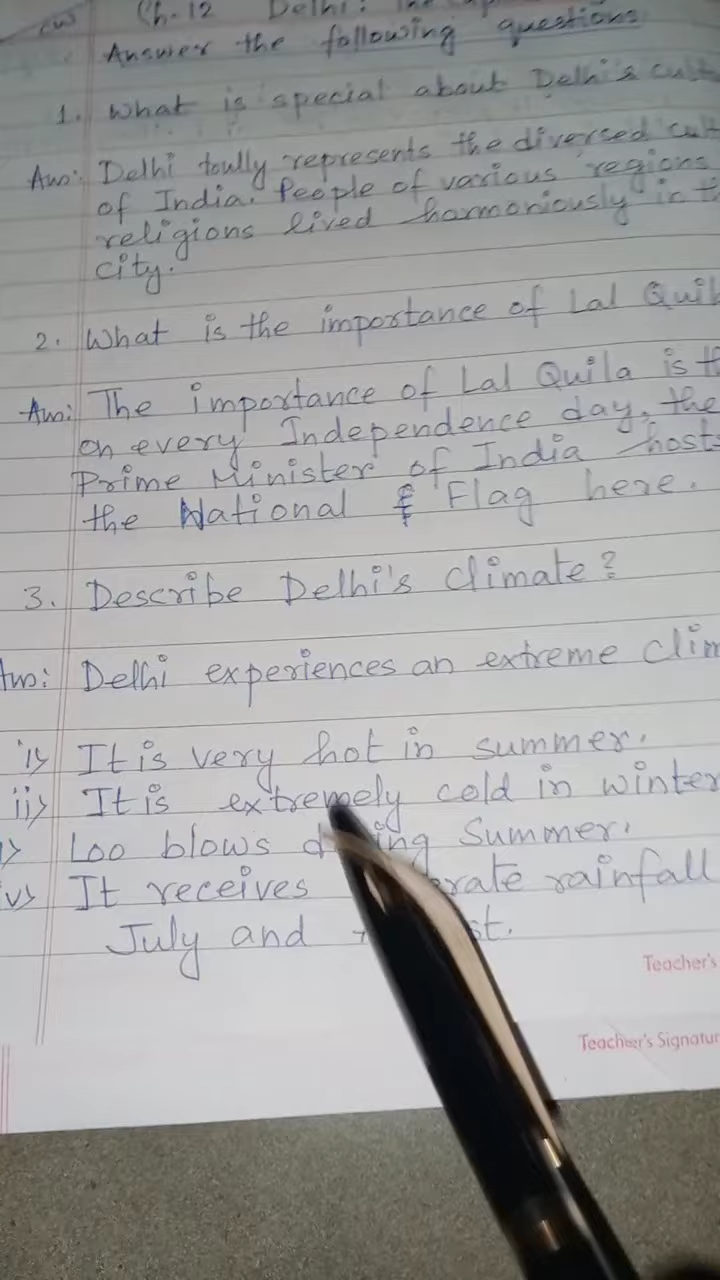 Cw Ch-12 Delhi: The
Answer the following questions
1. What is special about Delhi's
Ans: Delhi toully represents the diversed
of India. People of various regions
religions lived harmoniously in
city.
2. What is the importance of Lal
Ans: The importance of Lal Quila is
on every Independence day, the
Prime Minister of India
the National Flag here.
3. Describe Delhi's climate?
Ans: Delhi experiences an extreme
i) It is very hot in summer.
ii) It is extremely cold in winter
Loo blows Summer.
It receives rainfall
July and
Teacher's
Teacher's